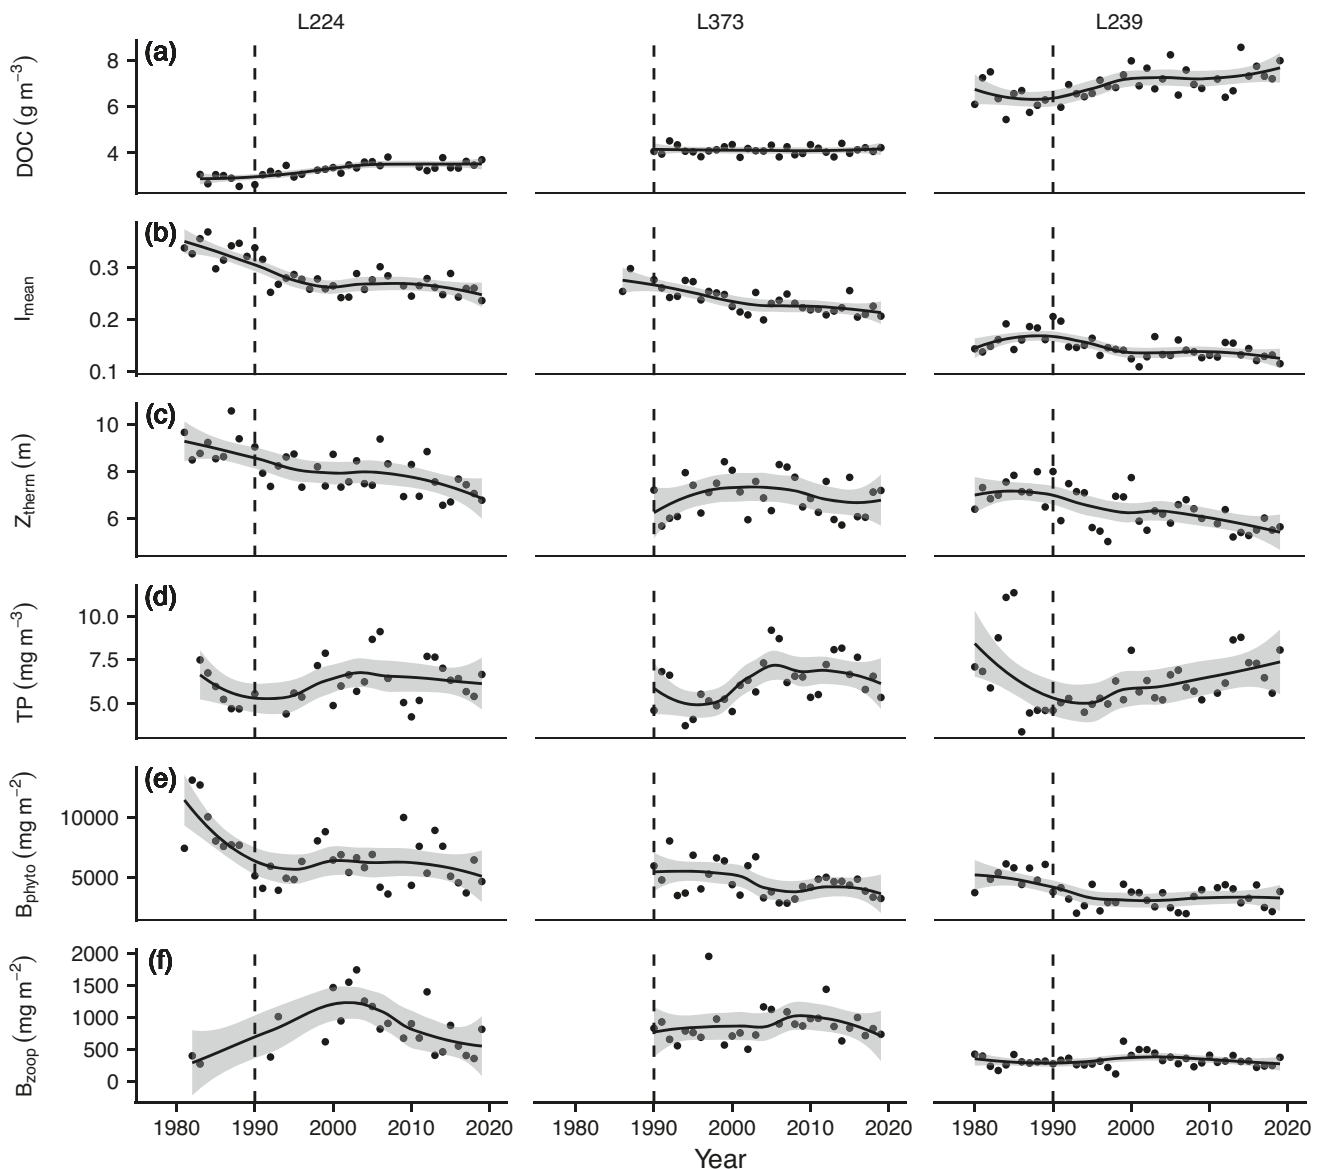 L224 L373 L239
(a)
DOC (g m⁻³)
8
6
4
(b)
I_mean
0.3
0.2
0.1
(c)
Z_therm (m)
10
8
6
(d)
TP (mg m⁻³)
10.0
7.5
5.0
(e)
B_phyto (mg m⁻²)
10000
5000
(f)
B_zoop (mg m⁻²)
2000
1500
1000
500
0
1980 1990 2000 2010 2020 1980 1990 2000 2010 2020 1980 1990 2000 2010 2020
Year